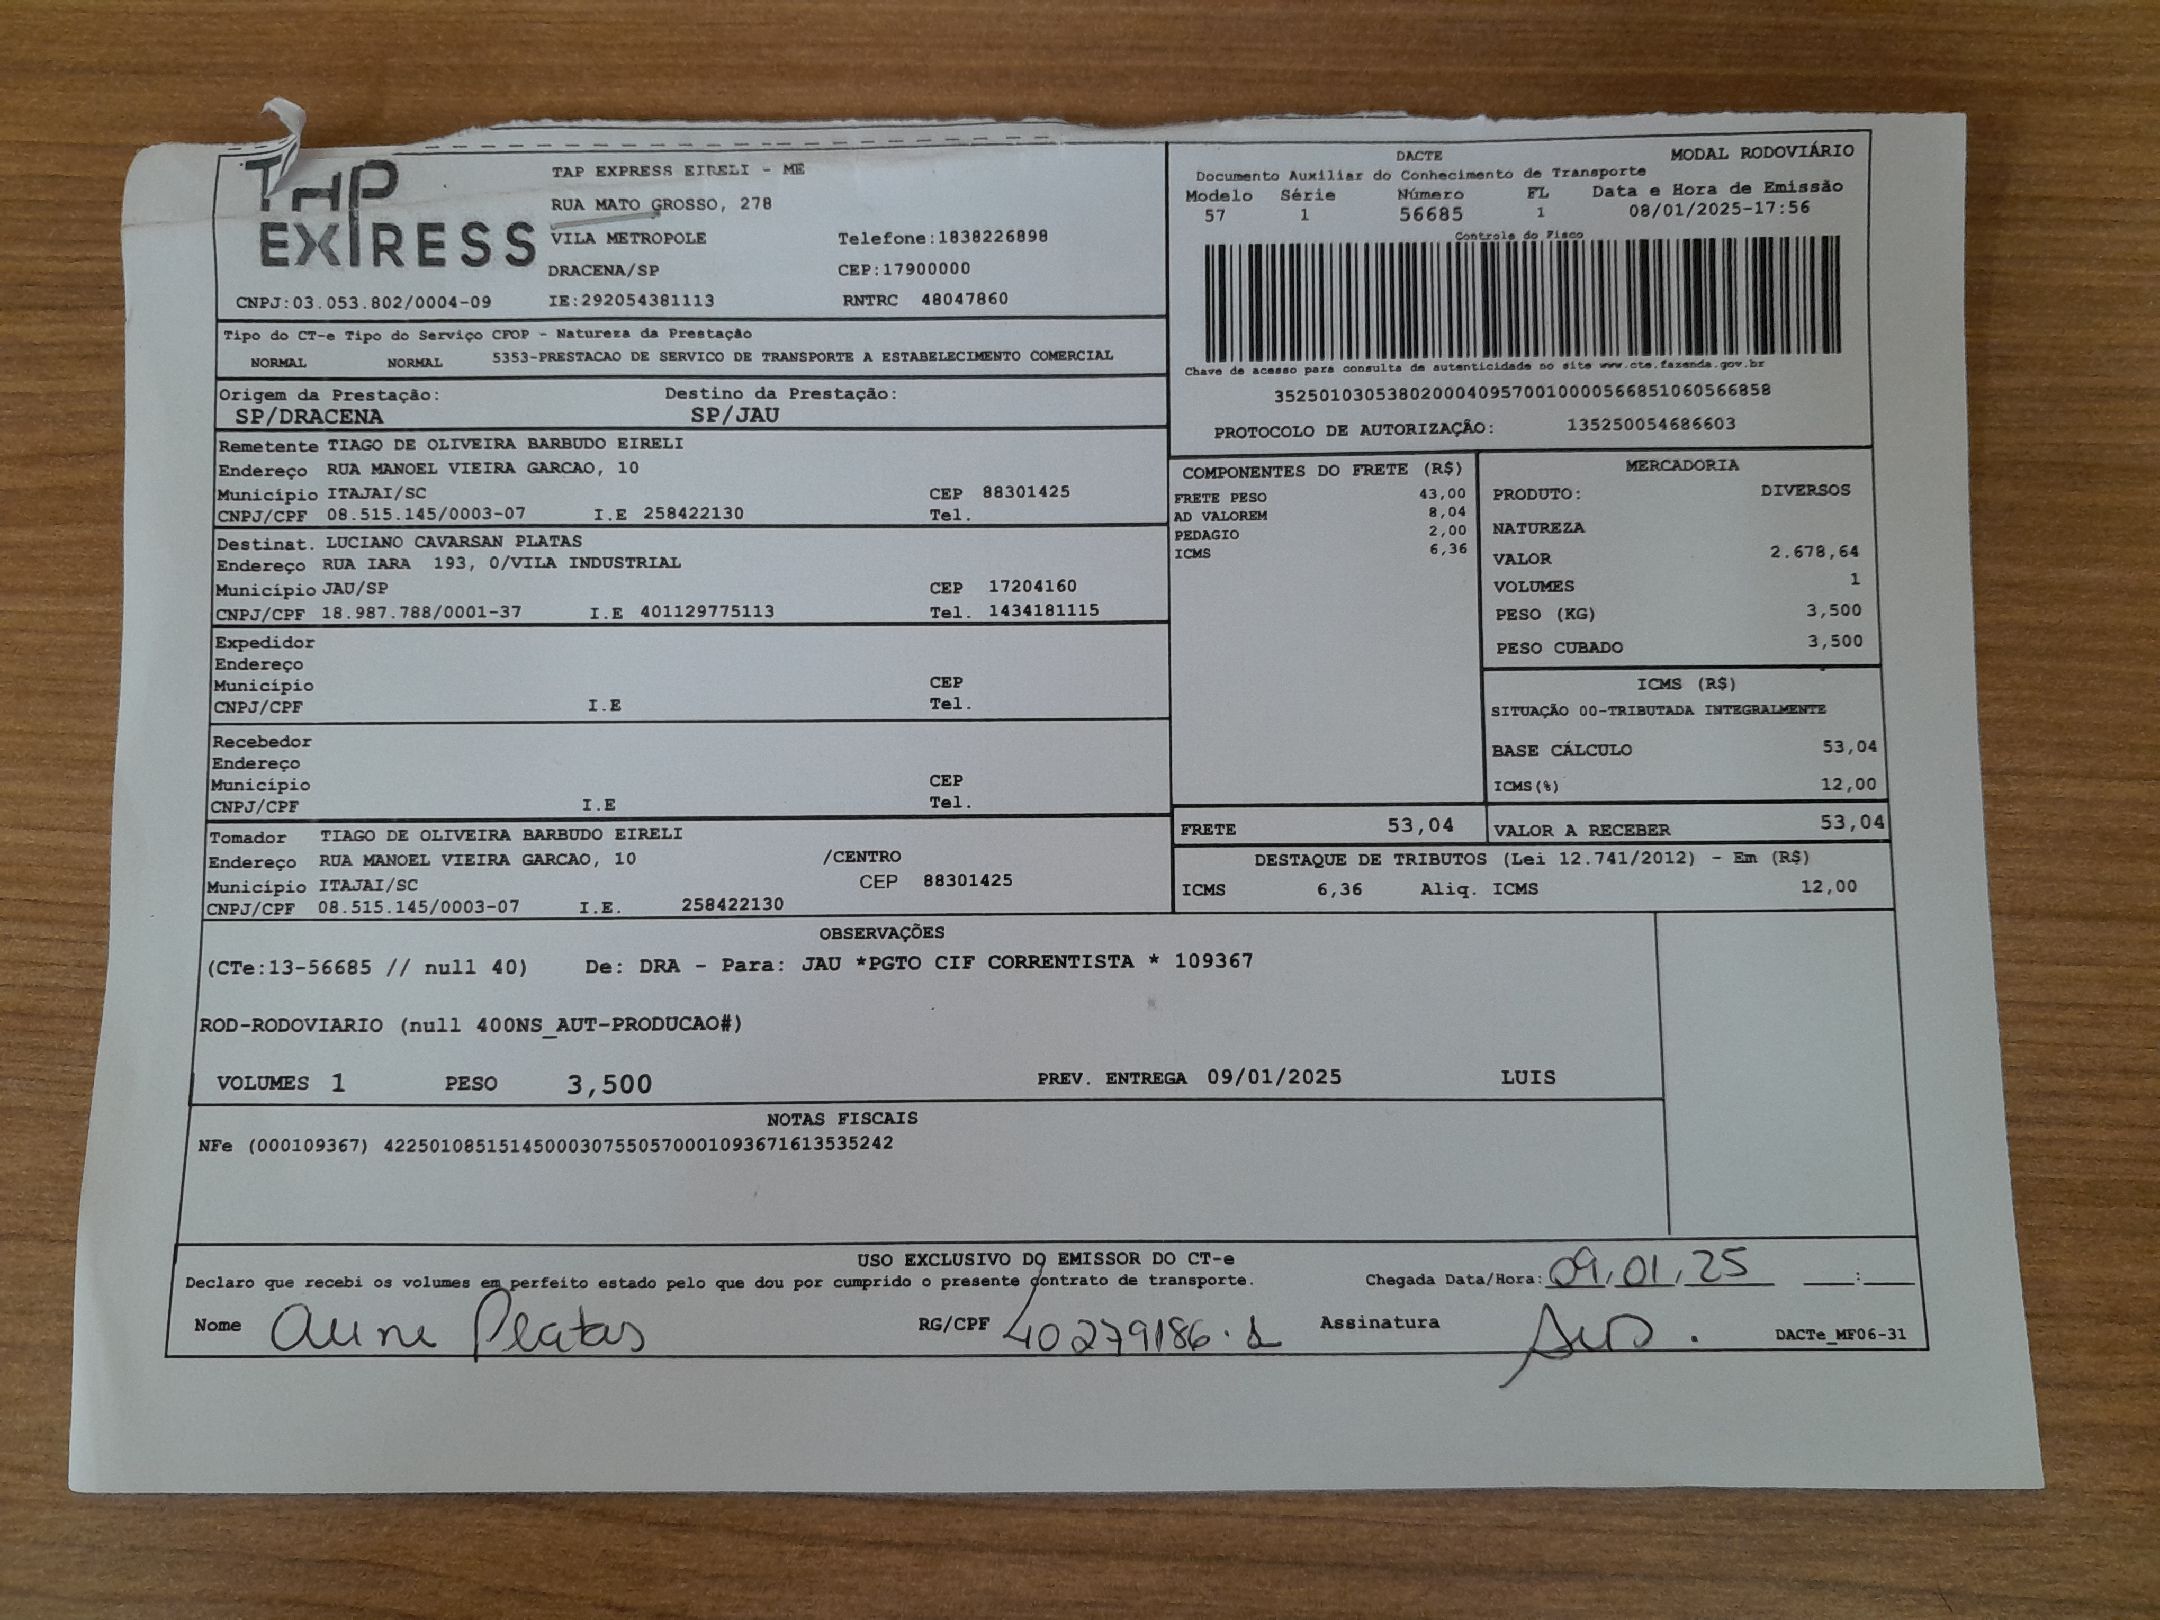 TAP
EXPRESS
TAP EXPRESS EIRELI - ME
RUA MATO GROSSO, 278
VILA METROPOLE Telefone:1838226898
DRACENA/SP CEP:17900000
CNPJ:03.053.802/0004-09 IE:292054381113 RNTRC 48047860
DACTE MODAL RODOVIÁRIO
Documento Auxiliar do Conhecimento de Transporte
Modelo Série Número FL Data e Hora de Emissão
57 1 56685 1 08/01/2025-17:56
Controle do Fisco
Chave de acesso para consulta de autenticidade no site www.cte.fazenda.gov.br
35250103053802000409570010000566851060566858
PROTOCOLO DE AUTORIZAÇÃO: 135250054686603
Tipo do CT-e Tipo do Serviço CFOP - Natureza da Prestação
NORMAL NORMAL 5353-PRESTACAO DE SERVICO DE TRANSPORTE A ESTABELECIMENTO COMERCIAL
Origem da Prestação: Destino da Prestação:
SP/DRACENA SP/JAU
Remetente TIAGO DE OLIVEIRA BARBUDO EIRELI
Endereço RUA MANOEL VIEIRA GARCAO, 10
Município ITAJAI/SC CEP 88301425
CNPJ/CPF 08.515.145/0003-07 I.E 258422130 Tel.
Destinat. LUCIANO CAVARSAN PLATAS
Endereço RUA IARA 193, 0/VILA INDUSTRIAL
Município JAU/SP CEP 17204160
CNPJ/CPF 18.987.788/0001-37 I.E 401129775113 Tel. 1434181115
Expedidor
Endereço
Município CEP
CNPJ/CPF I.E Tel.
Recebedor
Endereço
Município CEP
CNPJ/CPF I.E Tel.
Tomador TIAGO DE OLIVEIRA BARBUDO EIRELI
Endereço RUA MANOEL VIEIRA GARCAO, 10 /CENTRO
Município ITAJAI/SC CEP 88301425
CNPJ/CPF 08.515.145/0003-07 I.E. 258422130
COMPONENTES DO FRETE (R$)
FRETE PESO 43,00
AD VALOREM 8,04
PEDAGIO 2,00
ICMS 6,36
MERCADORIA
PRODUTO: DIVERSOS
NATUREZA
VALOR 2.678,64
VOLUMES 1
PESO (KG) 3,500
PESO CUBADO 3,500
ICMS (R$)
SITUAÇÃO 00-TRIBUTADA INTEGRALMENTE
BASE CÁLCULO 53,04
ICMS(%) 12,00
FRETE 53,04 VALOR A RECEBER 53,04
DESTAQUE DE TRIBUTOS (Lei 12.741/2012) - Em (R$)
ICMS 6,36 Aliq. ICMS 12,00
OBSERVAÇÕES
(CTe:13-56685 // null 40) De: DRA - Para: JAU *PGTO CIF CORRENTISTA * 109367
ROD-RODOVIARIO (null 400NS_AUT-PRODUCAO#)
VOLUMES 1 PESO 3,500 PREV. ENTREGA 09/01/2025 LUIS
NOTAS FISCAIS
NFe (000109367) 42250108515145000307550570001093671613535242
USO EXCLUSIVO DO EMISSOR DO CT-e
Declaro que recebi os volumes em perfeito estado pelo que dou por cumprido o presente contrato de transporte. Chegada Data/Hora: 09,01,25 __:__
Nome Aline Platas RG/CPF 40279186.1 Assinatura
DACTe_MF06-31